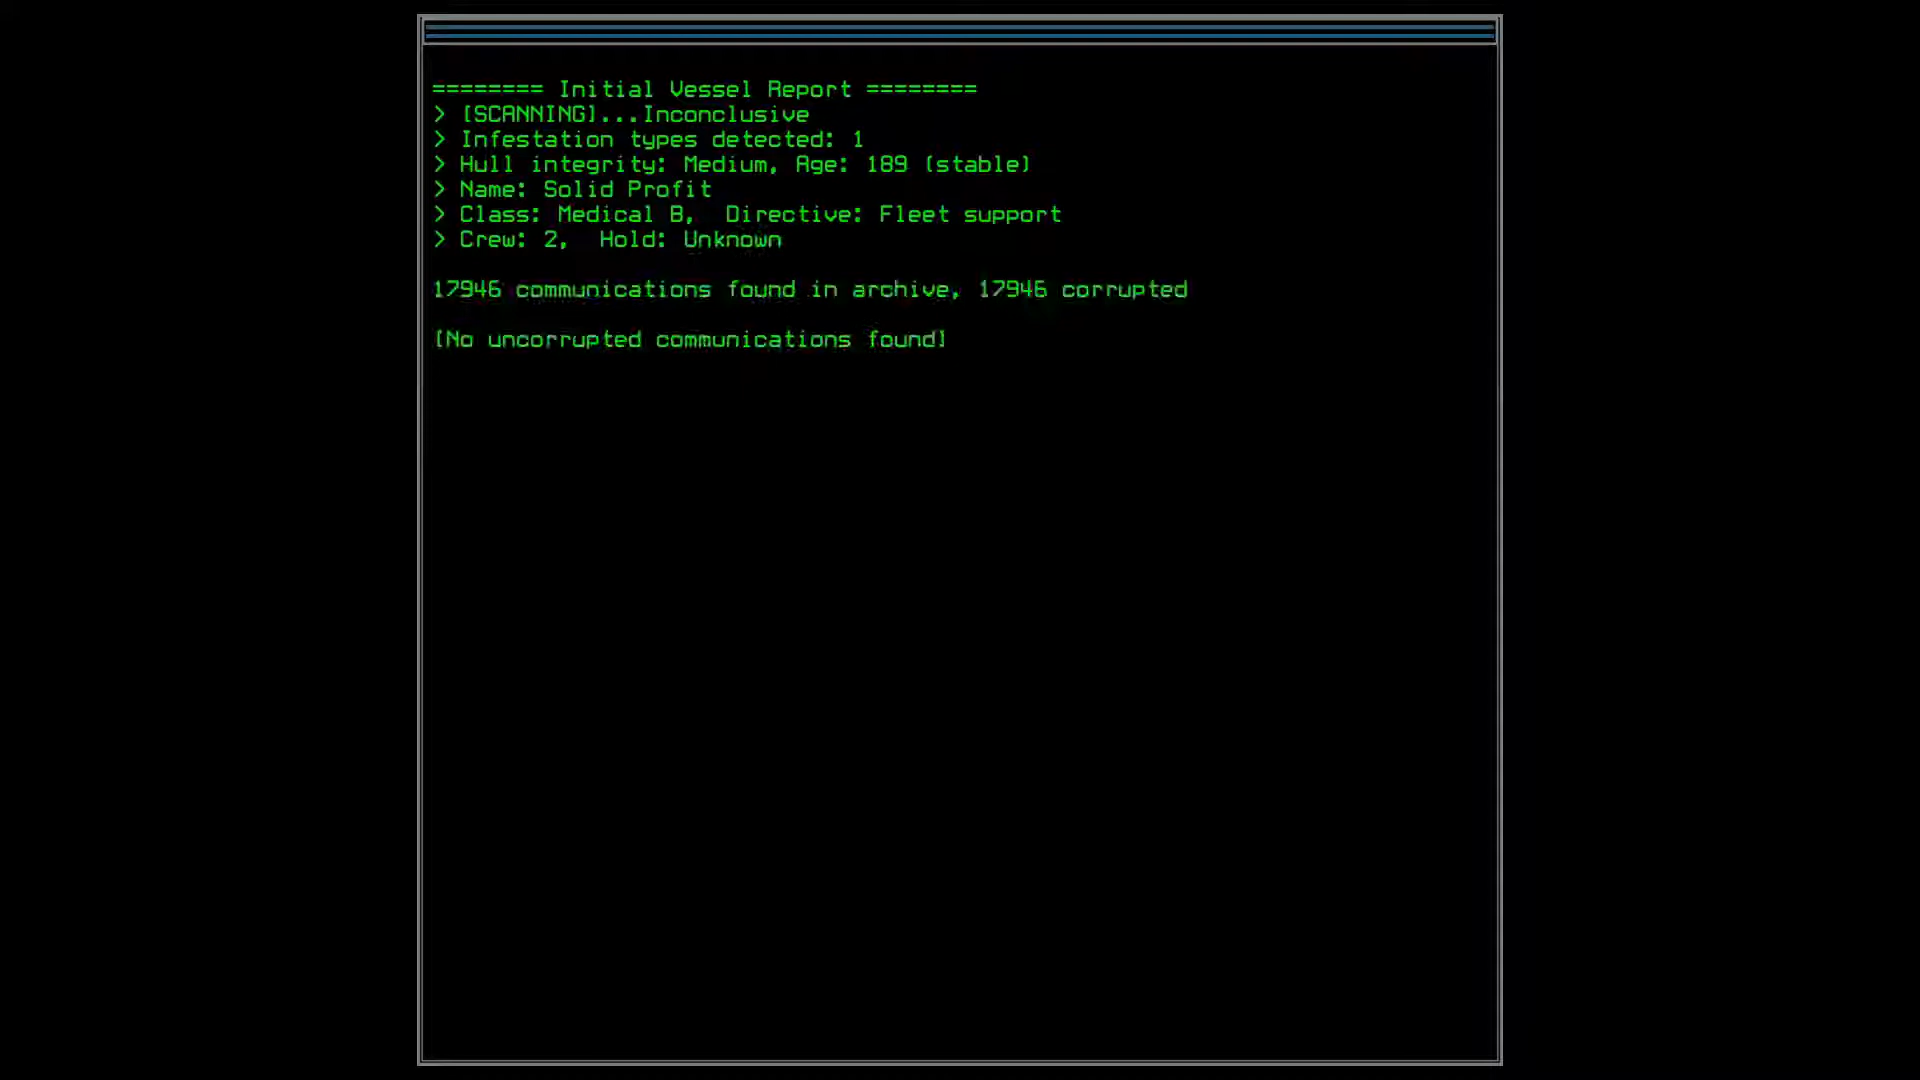 ======== Initial Vessel Report ========
> [SCANNING]...Inconclusive
> Infestation types detected: 1
> Hull integrity: Medium, Age: 189 (stable)
> Name: Solid Profit
> Class: Medical B,  Directive: Fleet support
> Crew: 2,  Hold: Unknown
17946 communications found in archive, 17946 corrupted
[No uncorrupted communications found]